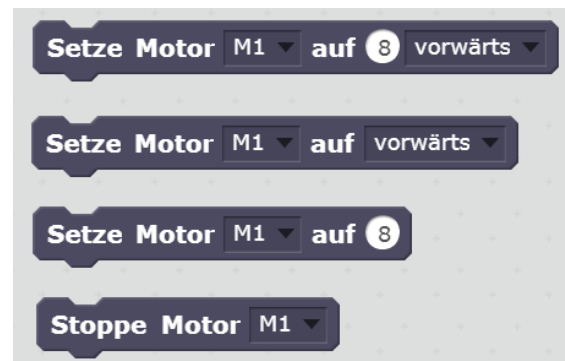 Setze Motor M1 auf 8 vorwärts
Setze Motor M1 auf vorwärts
Setze Motor M1 auf 8
Stoppe Motor M1